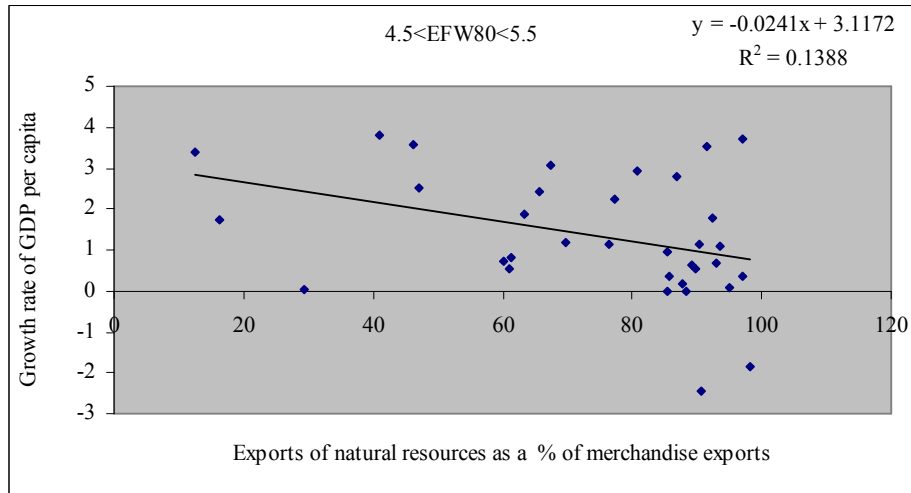 4.5<EFW80<5.5
y = -0.0241x + 3.1172
R² = 0.1388
Growth rate of GDP per capita
5
4
3
2
1
0
-1
-2
-3
0 20 40 60 80 100 120
Exports of natural resources as a % of merchandise exports